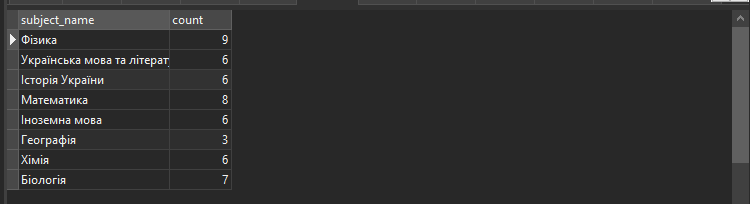 subject_name count
Фізика 9
Українська мова та 6
Історія України 6
Математика 8
Іноземна мова 6
Географія 3
Хімія 6
Біологія 7